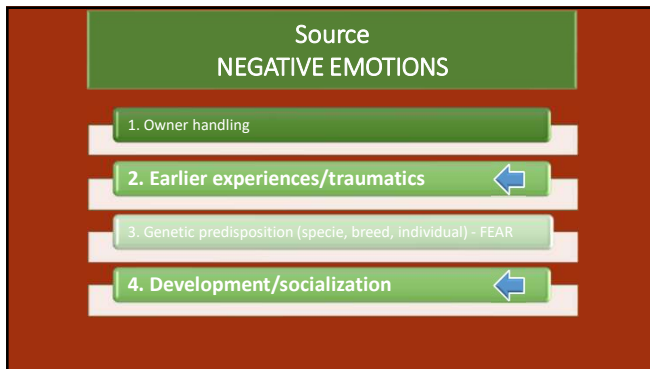 Source
NEGATIVE EMOTIONS
1. Owner handling
2. Earlier experiences/traumatics
3. Genetic predisposition (specie, breed, individual) - FEAR
4. Development/socialization